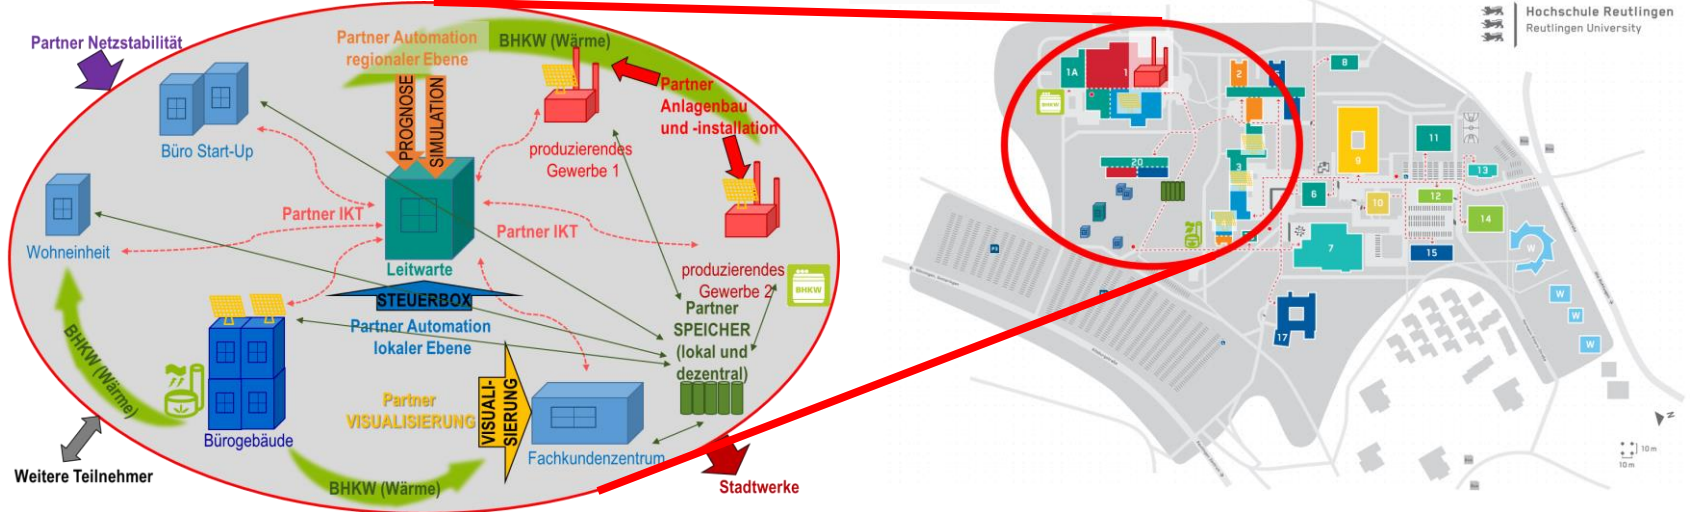 Partner Netzstabilität
Partner Automation
regionaler Ebene
BHKW (Wärme)
PROGNOSE
SIMULATION
Partner
Anlagenbau
und -installation
Büro Start-Up
produzierendes
Gewerbe 1
Partner IKT
Partner IKT
Wohneinheit
Leitwarte
produzierendes
Gewerbe 2
BHKW
STEUERBOX
Partner Automation
lokaler Ebene
Partner
SPEICHER
(lokal und
dezentral)
BHKW (Wärme)
Partner
VISUALISIERUNG
VISUALI-
SIERUNG
Bürogebäude
Fachkundenzentrum
BHKW (Wärme)
Weitere Teilnehmer
Stadtwerke
Hochschule Reutlingen
Reutlingen University
1A
1
2
5
8
BHKW
20
3
9
11
13
6
10
12
14
4
7
15
W
17
W
W
W
N
10 m
10 m